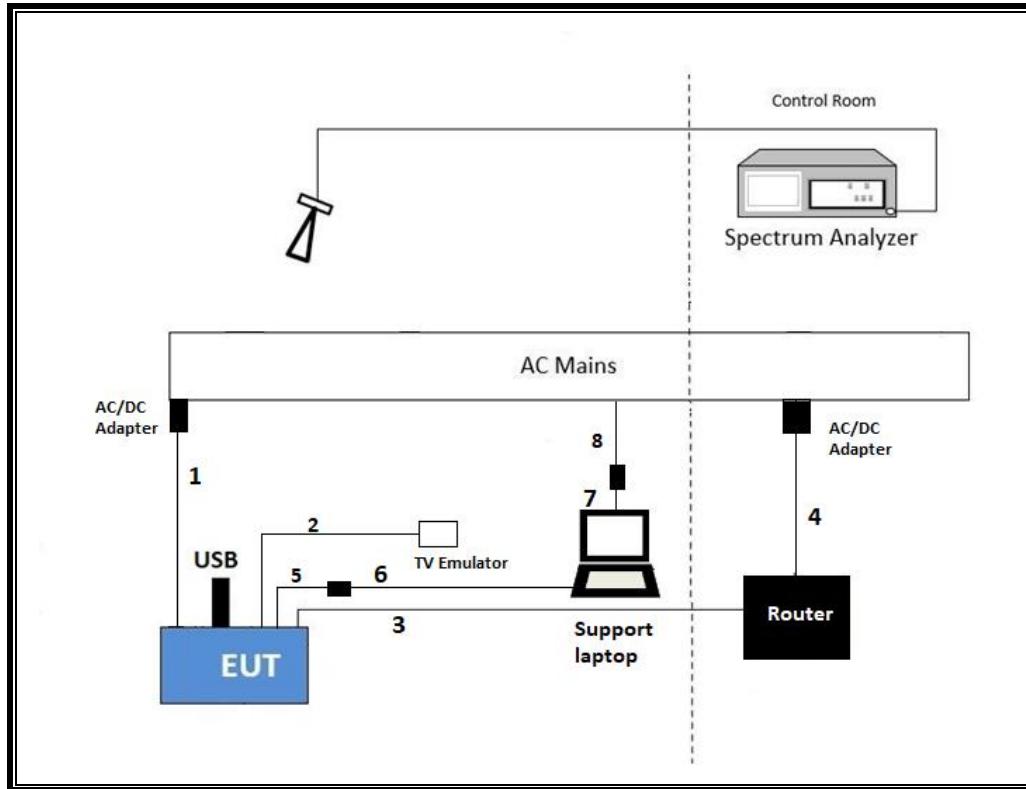 Control Room
Spectrum Analyzer
AC Mains
AC/DC
Adapter
AC/DC
Adapter
8
1
7
4
2
USB
TV Emulator
5
6
Router
3
Support
laptop
EUT